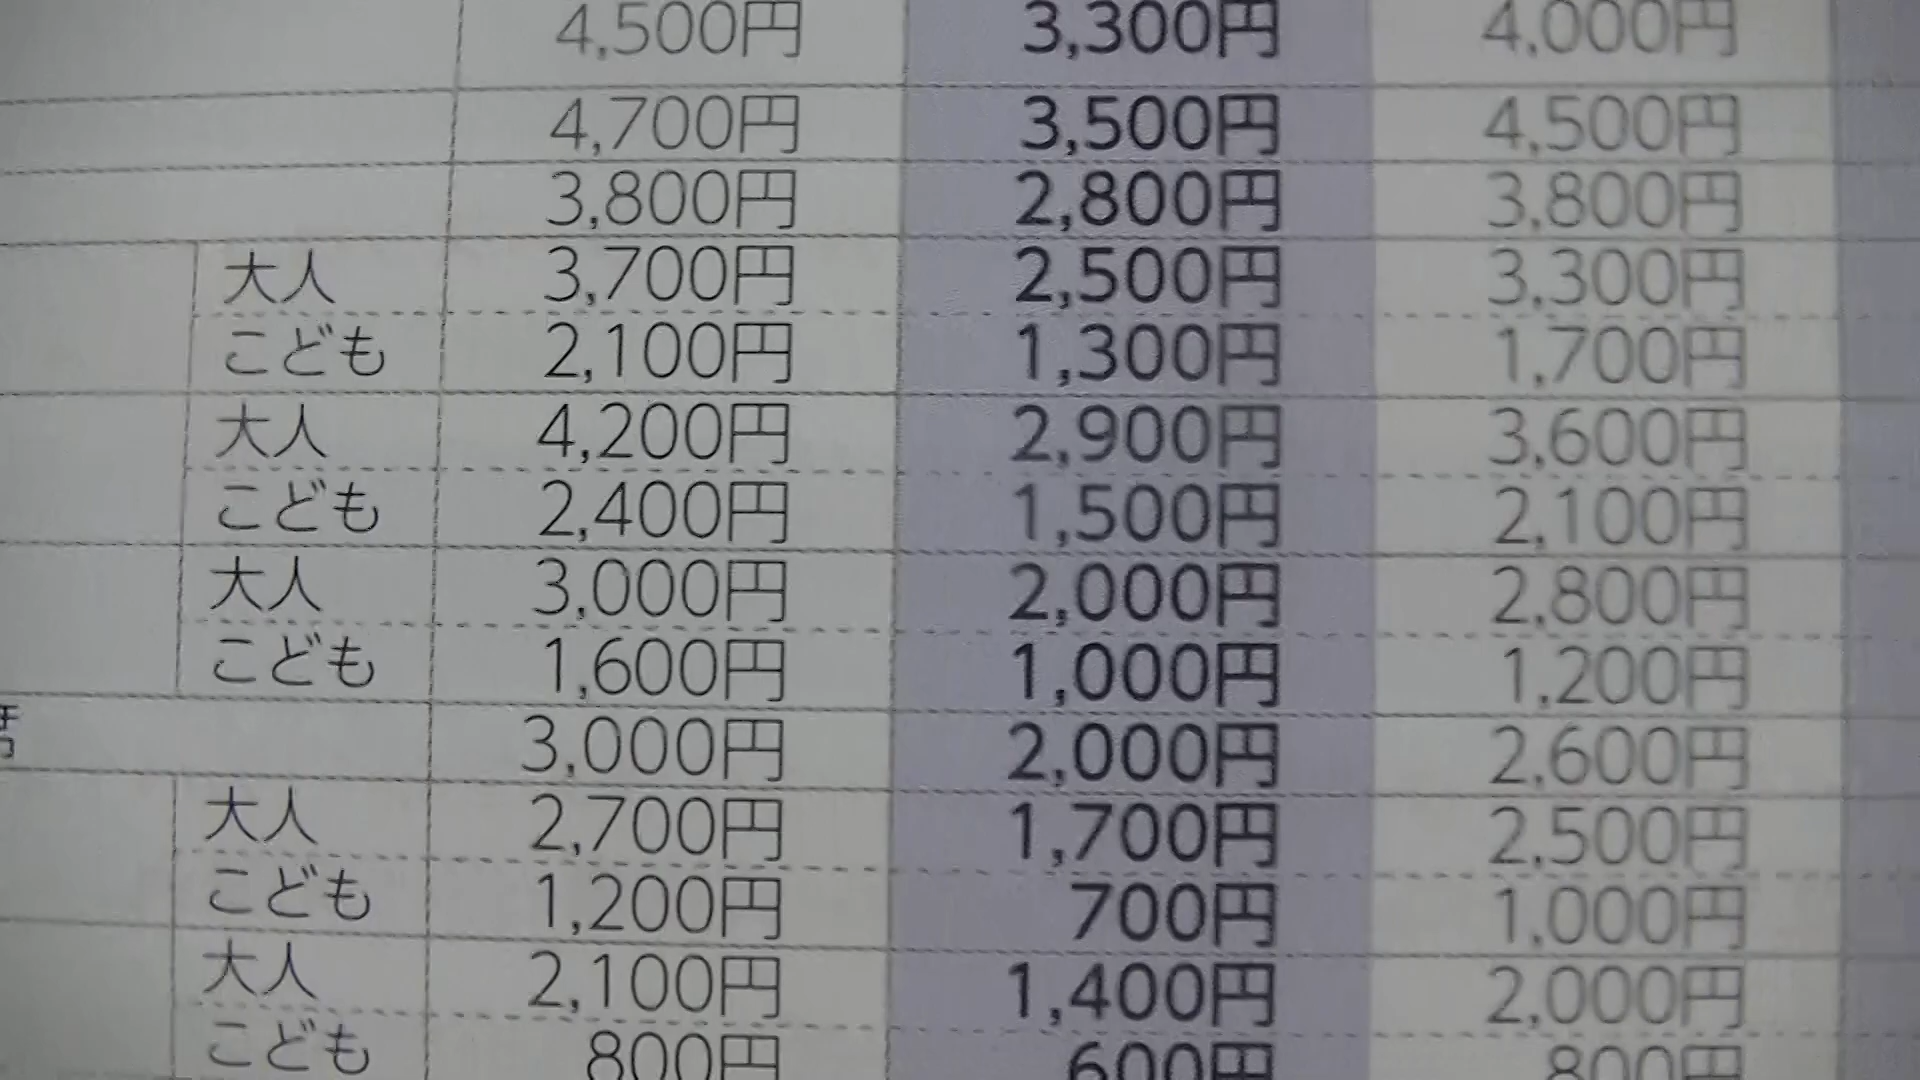 4,500円 3,300円 4,000円
4,700円 3,500円 4,500円
3,800円 2,800円 3,800円
大人 3,700円 2,500円 3,300円
こども 2,100円 1,300円 1,700円
大人 4,200円 2,900円 3,600円
こども 2,400円 1,500円 2,100円
大人 3,000円 2,000円 2,800円
こども 1,600円 1,000円 1,200円
3,000円 2,000円 2,600円
大人 2,700円 1,700円 2,500円
こども 1,200円 700円 1,000円
大人 2,100円 1,400円 2,000円
こども 800円 600円 800円